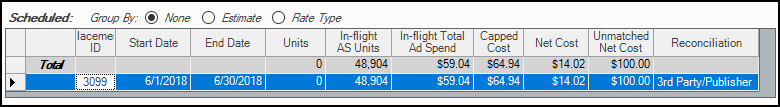 Scheduled: Group By: None Estimate Rate Type
lacemen ID Start Date End Date Units In-flight AS Units In-flight Total Ad Spend Capped Cost Net Cost Unmatched Net Cost Reconciliation
Total 0 48,904 $59.04 $64.94 $14.02 $100.00
3099 6/1/2018 6/30/2018 0 48,904 $59.04 $64.94 $14.02 $100.00 3rd Party/Publisher